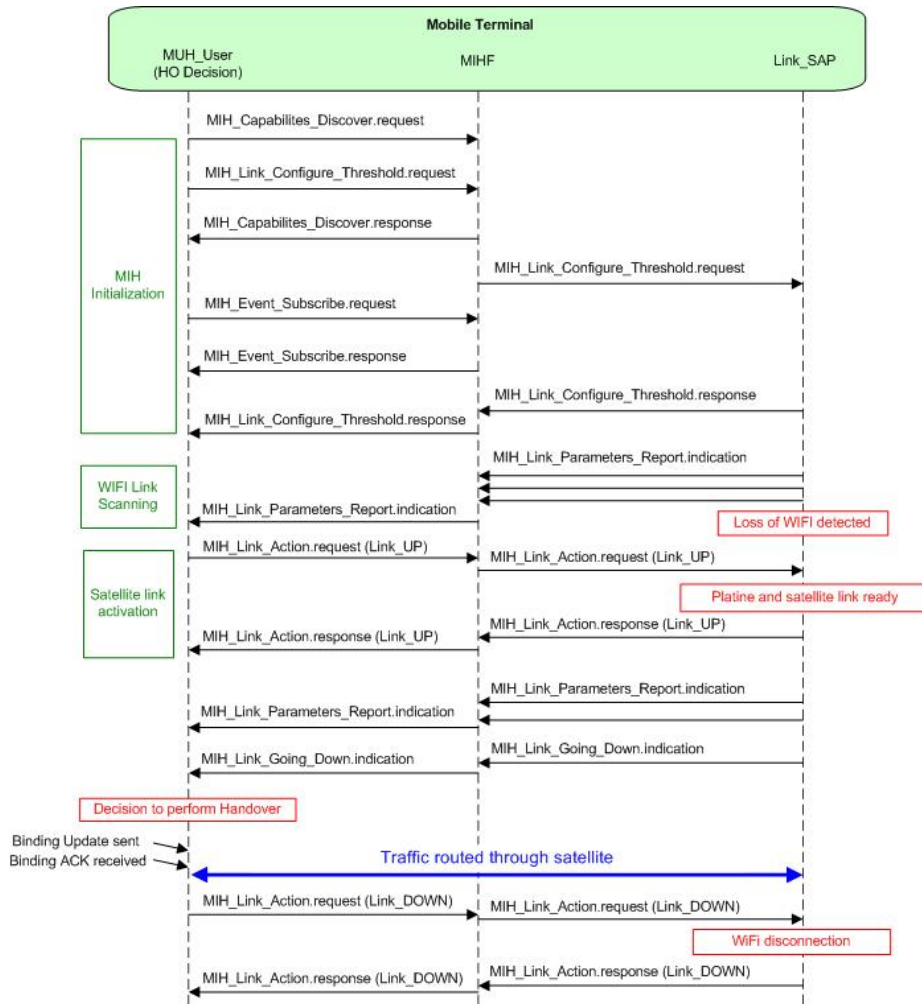 Mobile Terminal
MUH_User
(HO Decision)
MIHF
Link_SAP
MIH_Capabilites_Discover.request
MIH_Link_Configure_Threshold.request
MIH_Capabilites_Discover.response
MIH_Link_Configure_Threshold.request
MIH
Initialization
MIH_Event_Subscribe.request
MIH_Event_Subscribe.response
MIH_Link_Configure_Threshold.response
MIH_Link_Configure_Threshold.response
MIH_Link_Parameters_Report.indication
WIFI Link
Scanning
MIH_Link_Parameters_Report.indication
Loss of WIFI detected
MIH_Link_Action.request (Link_UP)
MIH_Link_Action.request (Link_UP)
Satellite link
activation
Platine and satellite link ready
MIH_Link_Action.response (Link_UP)
MIH_Link_Action.response (Link_UP)
MIH_Link_Parameters_Report.indication
MIH_Link_Parameters_Report.indication
MIH_Link_Going_Down.indication
MIH_Link_Going_Down.indication
Decision to perform Handover
Binding Update sent
Binding ACK received
Traffic routed through satellite
MIH_Link_Action.request (Link_DOWN)
MIH_Link_Action.request (Link_DOWN)
WiFi disconnection
MIH_Link_Action.response (Link_DOWN)
MIH_Link_Action.response (Link_DOWN)